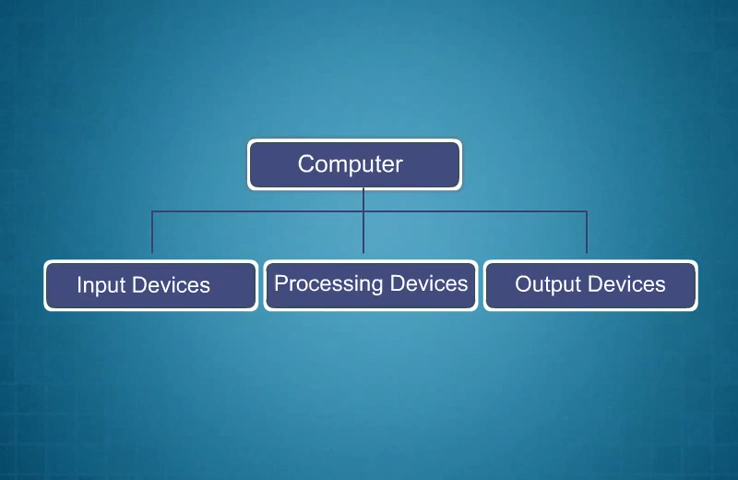 Computer
Input Devices
Processing Devices
Output Devices